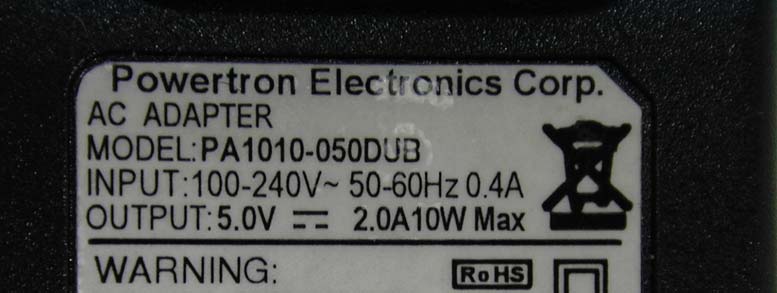 Powertron Electronics Corp.
AC ADAPTER
MODEL:PA1010-050DUB
INPUT:100-240V~ 50-60Hz 0.4A
OUTPUT:5.0V ⎓ 2.0A10W Max
WARNING:
RoHS